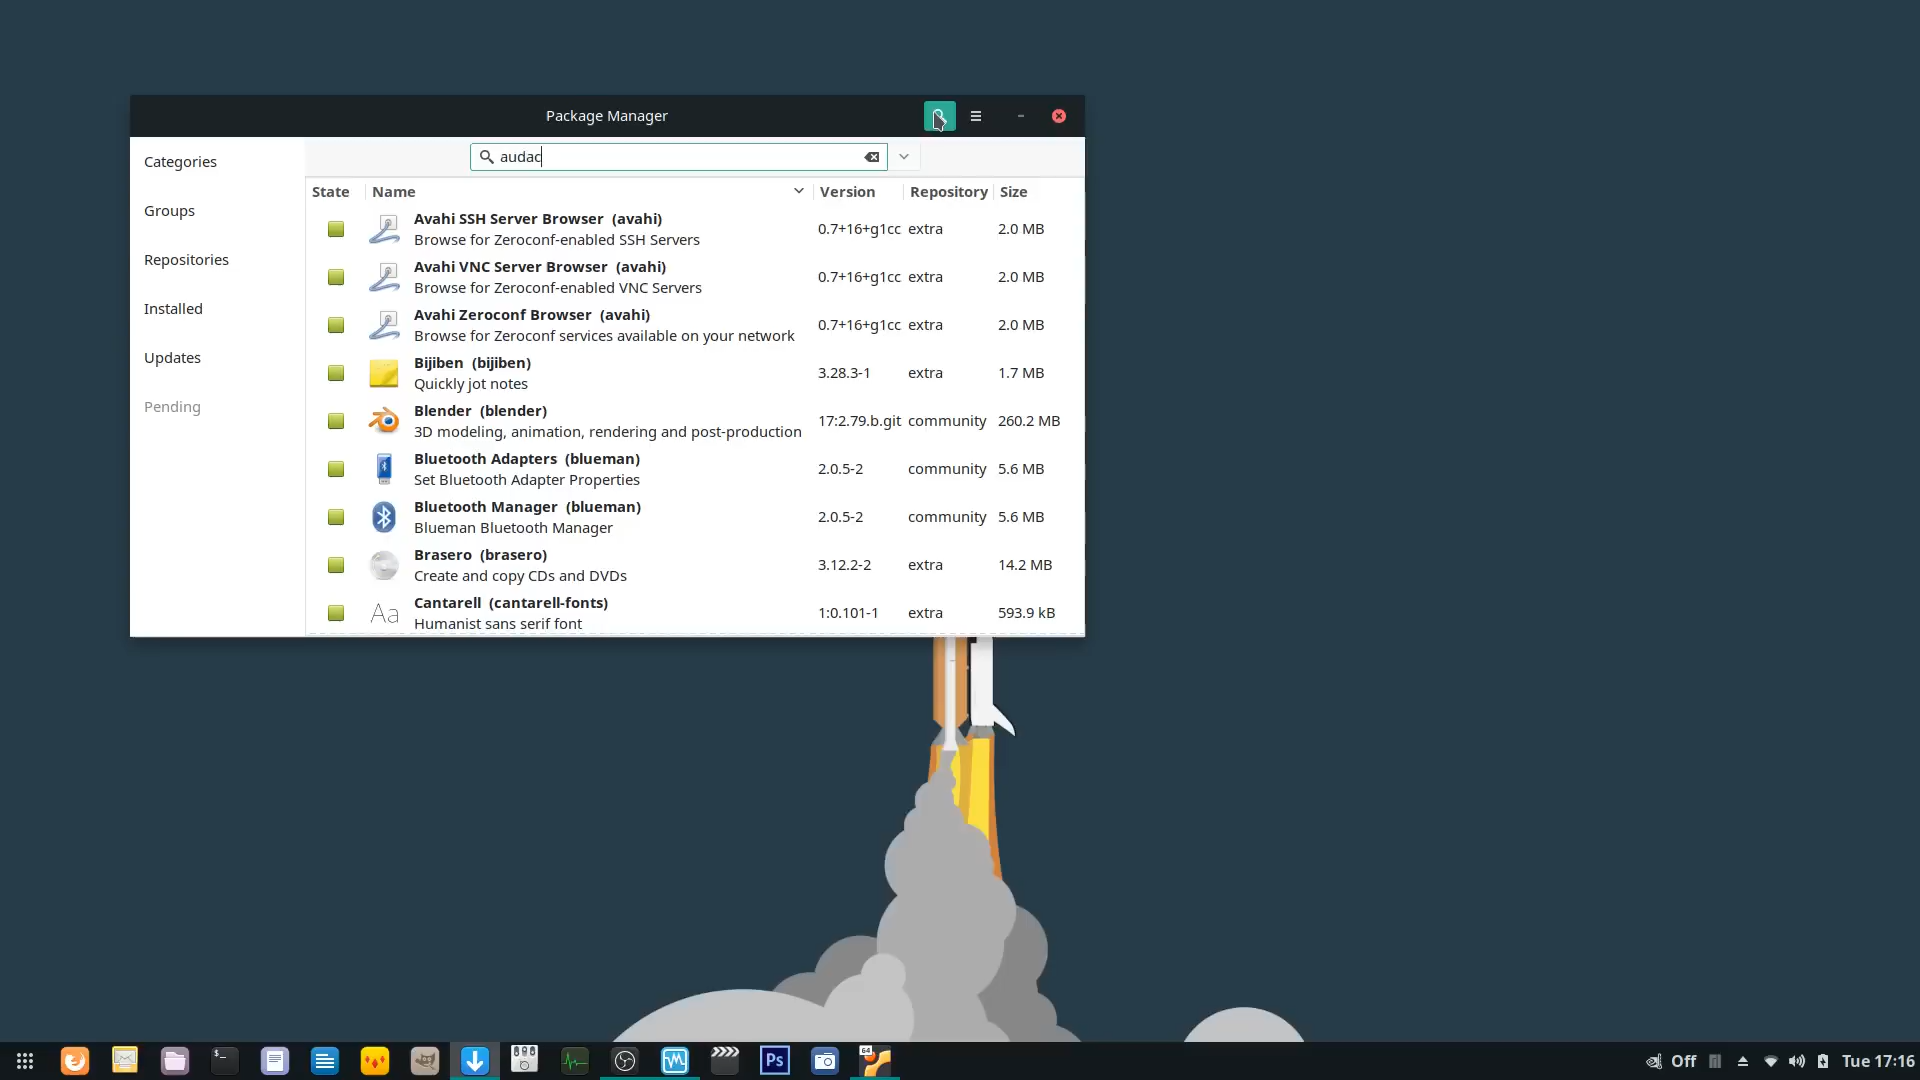 Package Manager
audac
Categories
Groups
Repositories
Installed
Updates
Pending
State Name Version Repository Size
Avahi SSH Server Browser (avahi)
Browse for Zeroconf-enabled SSH Servers
0.7+16+g1cc extra 2.0 MB
Avahi VNC Server Browser (avahi)
Browse for Zeroconf-enabled VNC Servers
0.7+16+g1cc extra 2.0 MB
Avahi Zeroconf Browser (avahi)
Browse for Zeroconf services available on your network
0.7+16+g1cc extra 2.0 MB
Bijiben (bijiben)
Quickly jot notes
3.28.3-1 extra 1.7 MB
Blender (blender)
3D modeling, animation, rendering and post-production
17:2.79.b.git community 260.2 MB
Bluetooth Adapters (blueman)
Set Bluetooth Adapter Properties
2.0.5-2 community 5.6 MB
Bluetooth Manager (blueman)
Blueman Bluetooth Manager
2.0.5-2 community 5.6 MB
Brasero (brasero)
Create and copy CDs and DVDs
3.12.2-2 extra 14.2 MB
Aa
Cantarell (cantarell-fonts)
Humanist sans serif font
1:0.101-1 extra 593.9 kB
$_
Ps
64
Off
Tue 17:16